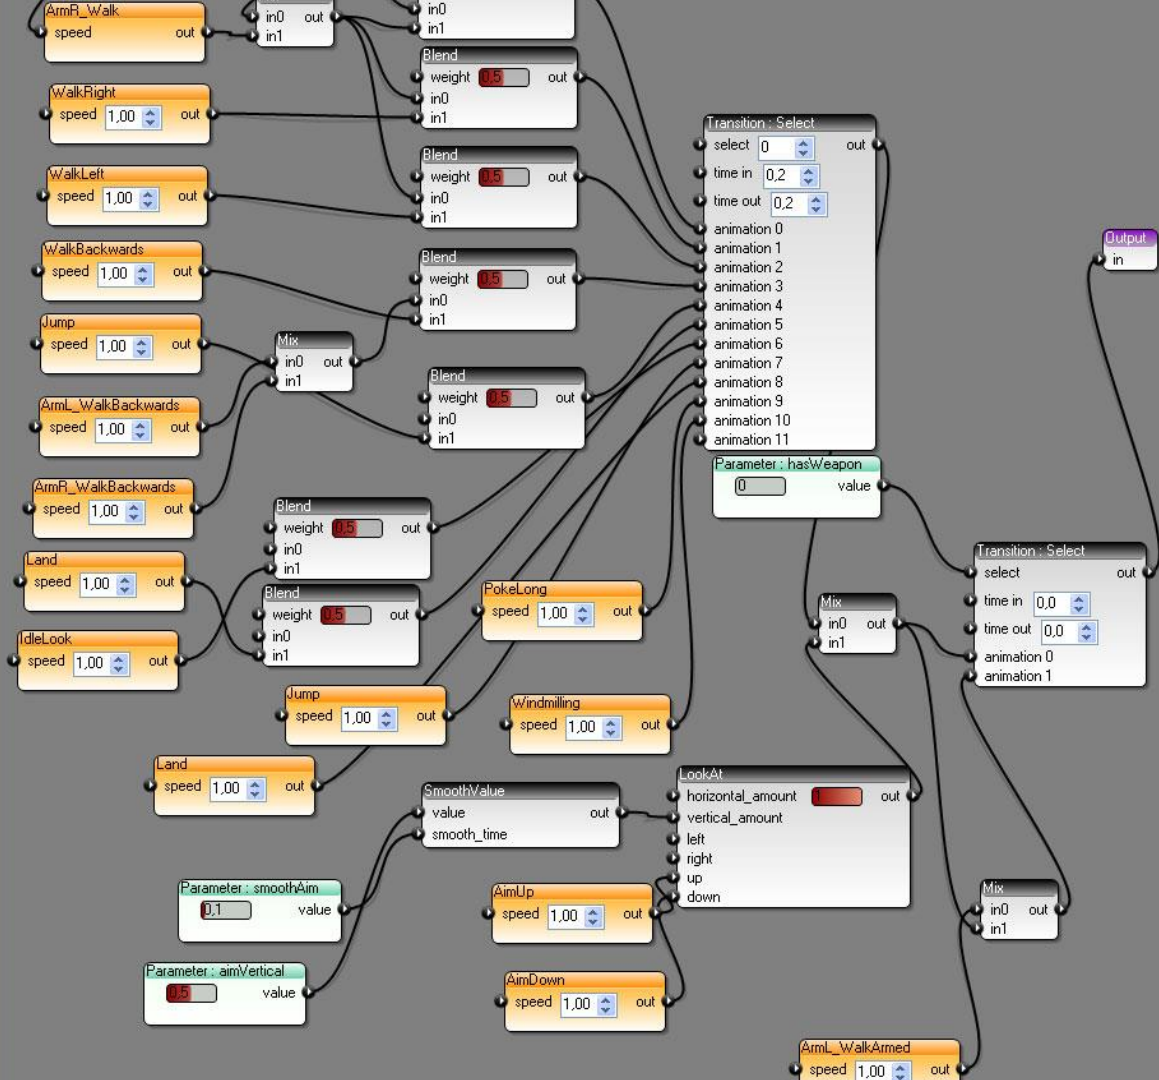 ArmR_Walk
speed out
in0 out
in1
in0
in1
Blend
weight 0,5 out
in0
in1
WalkRight
speed 1,00 out
Blend
weight 0,5 out
in0
in1
WalkLeft
speed 1,00 out
WalkBackwards
speed 1,00 out
Blend
weight 0,5 out
in0
in1
Jump
speed 1,00 out
Mix
in0 out
in1
ArmL_WalkBackwards
speed 1,00 out
Blend
weight 0,5 out
in0
in1
ArmR_WalkBackwards
speed 1,00 out
Transition : Select
select 0 out
time in 0,2
time out 0,2
animation 0
animation 1
animation 2
animation 3
animation 4
animation 5
animation 6
animation 7
animation 8
animation 9
animation 10
animation 11
Output
in
Parameter : hasWeapon
0 value
Blend
weight 0,5 out
in0
in1
Land
speed 1,00 out
Blend
weight 0,5 out
in0
in1
IdleLook
speed 1,00 out
PokeLong
speed 1,00 out
Mix
in0 out
in1
Transition : Select
select out
time in 0,0
time out 0,0
animation 0
animation 1
Jump
speed 1,00 out
Windmilling
speed 1,00 out
Land
speed 1,00 out
SmoothValue
value out
smooth_time
LookAt
horizontal_amount 1 out
vertical_amount
left
right
up
down
Parameter : smoothAim
0,1 value
AimUp
speed 1,00 out
Mix
in0 out
in1
Parameter : aimVertical
0,5 value
AimDown
speed 1,00 out
ArmL_WalkArmed
speed 1,00 out